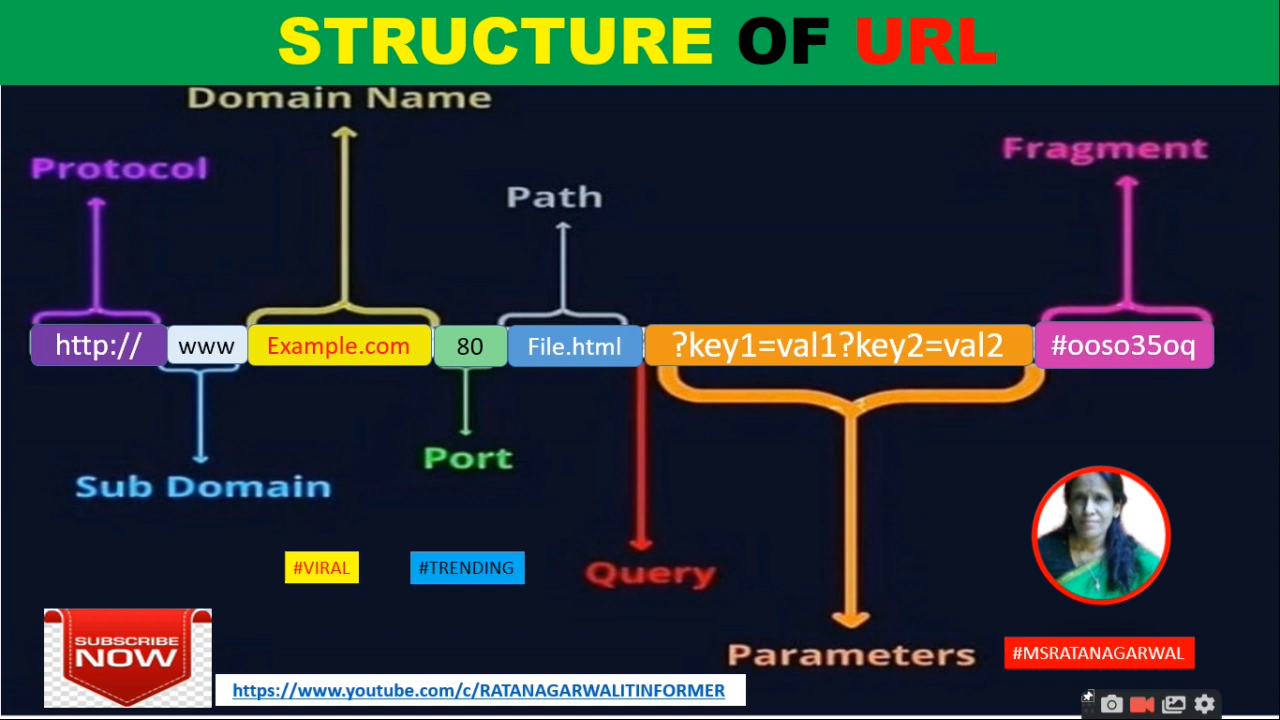 STRUCTURE OF URL
Domain Name
Protocol
Fragment
Path
http://
www
Example.com
80
File.html
?key1=val1?key2=val2
#ooso35oq
Port
Sub Domain
#VIRAL
#TRENDING
Query
SUBSCRIBE
NOW
Parameters
#MSRATANAGARWAL
https://www.youtube.com/c/RATANAGARWALITINFORMER